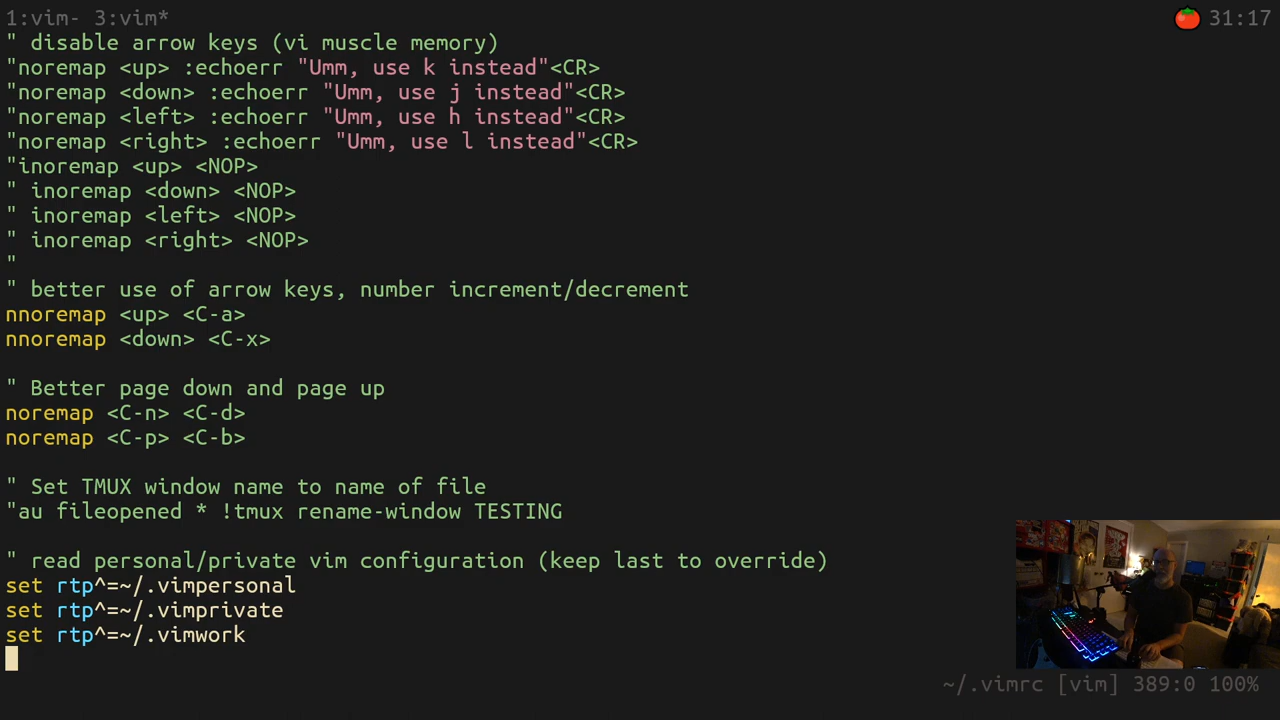 1:vim- 3:vim* 🍅 31:17
" disable arrow keys (vi muscle memory)
"noremap <up> :echoerr "Umm, use k instead"<CR>
"noremap <down> :echoerr "Umm, use j instead"<CR>
"noremap <left> :echoerr "Umm, use h instead"<CR>
"noremap <right> :echoerr "Umm, use l instead"<CR>
"inoremap <up> <NOP>
" inoremap <down> <NOP>
" inoremap <left> <NOP>
" inoremap <right> <NOP>
"
" better use of arrow keys, number increment/decrement
nnoremap <up> <C-a>
nnoremap <down> <C-x>
" Better page down and page up
noremap <C-n> <C-d>
noremap <C-p> <C-b>
" Set TMUX window name to name of file
"au fileopened * !tmux rename-window TESTING
" read personal/private vim configuration (keep last to override)
set rtp^=~/.vimpersonal
set rtp^=~/.vimprivate
set rtp^=~/.vimwork
~/.vimrc [vim] 389:0 100%